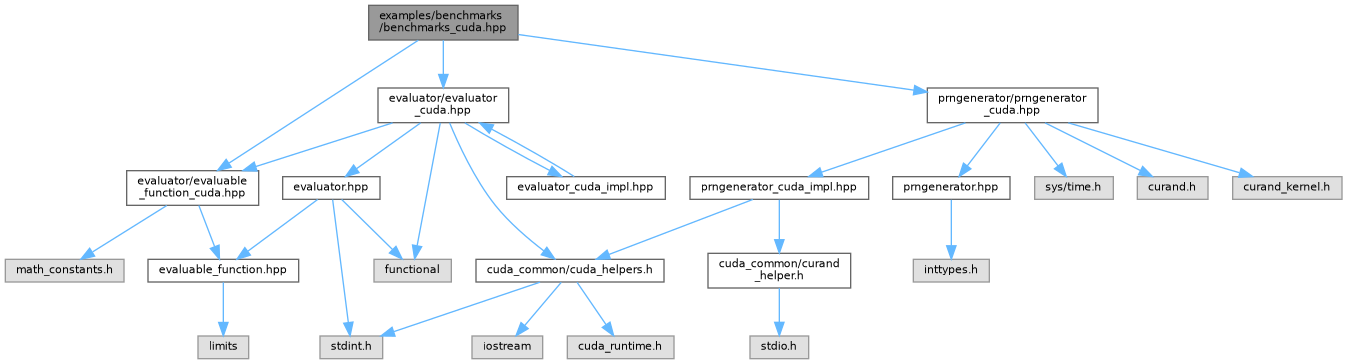 examples/benchmarks
/benchmarks_cuda.hpp
evaluator/evaluator
_cuda.hpp
prngenerator/prngenerator
_cuda.hpp
evaluator/evaluable
_function_cuda.hpp
evaluator.hpp
evaluator_cuda_impl.hpp
prngenerator_cuda_impl.hpp
prngenerator.hpp
sys/time.h
curand.h
curand_kernel.h
math_constants.h
evaluable_function.hpp
functional
cuda_common/cuda_helpers.h
cuda_common/curand
_helper.h
inttypes.h
limits
stdint.h
iostream
cuda_runtime.h
stdio.h